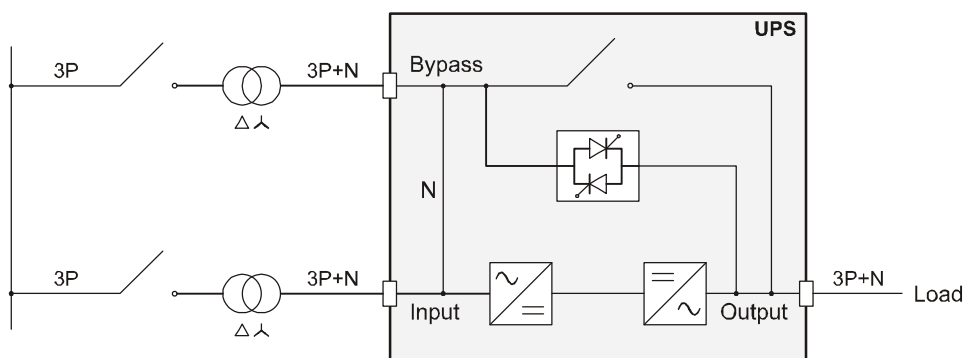 UPS
3P
3P+N
Bypass
N
3P
3P+N
Input
Output
3P+N
Load